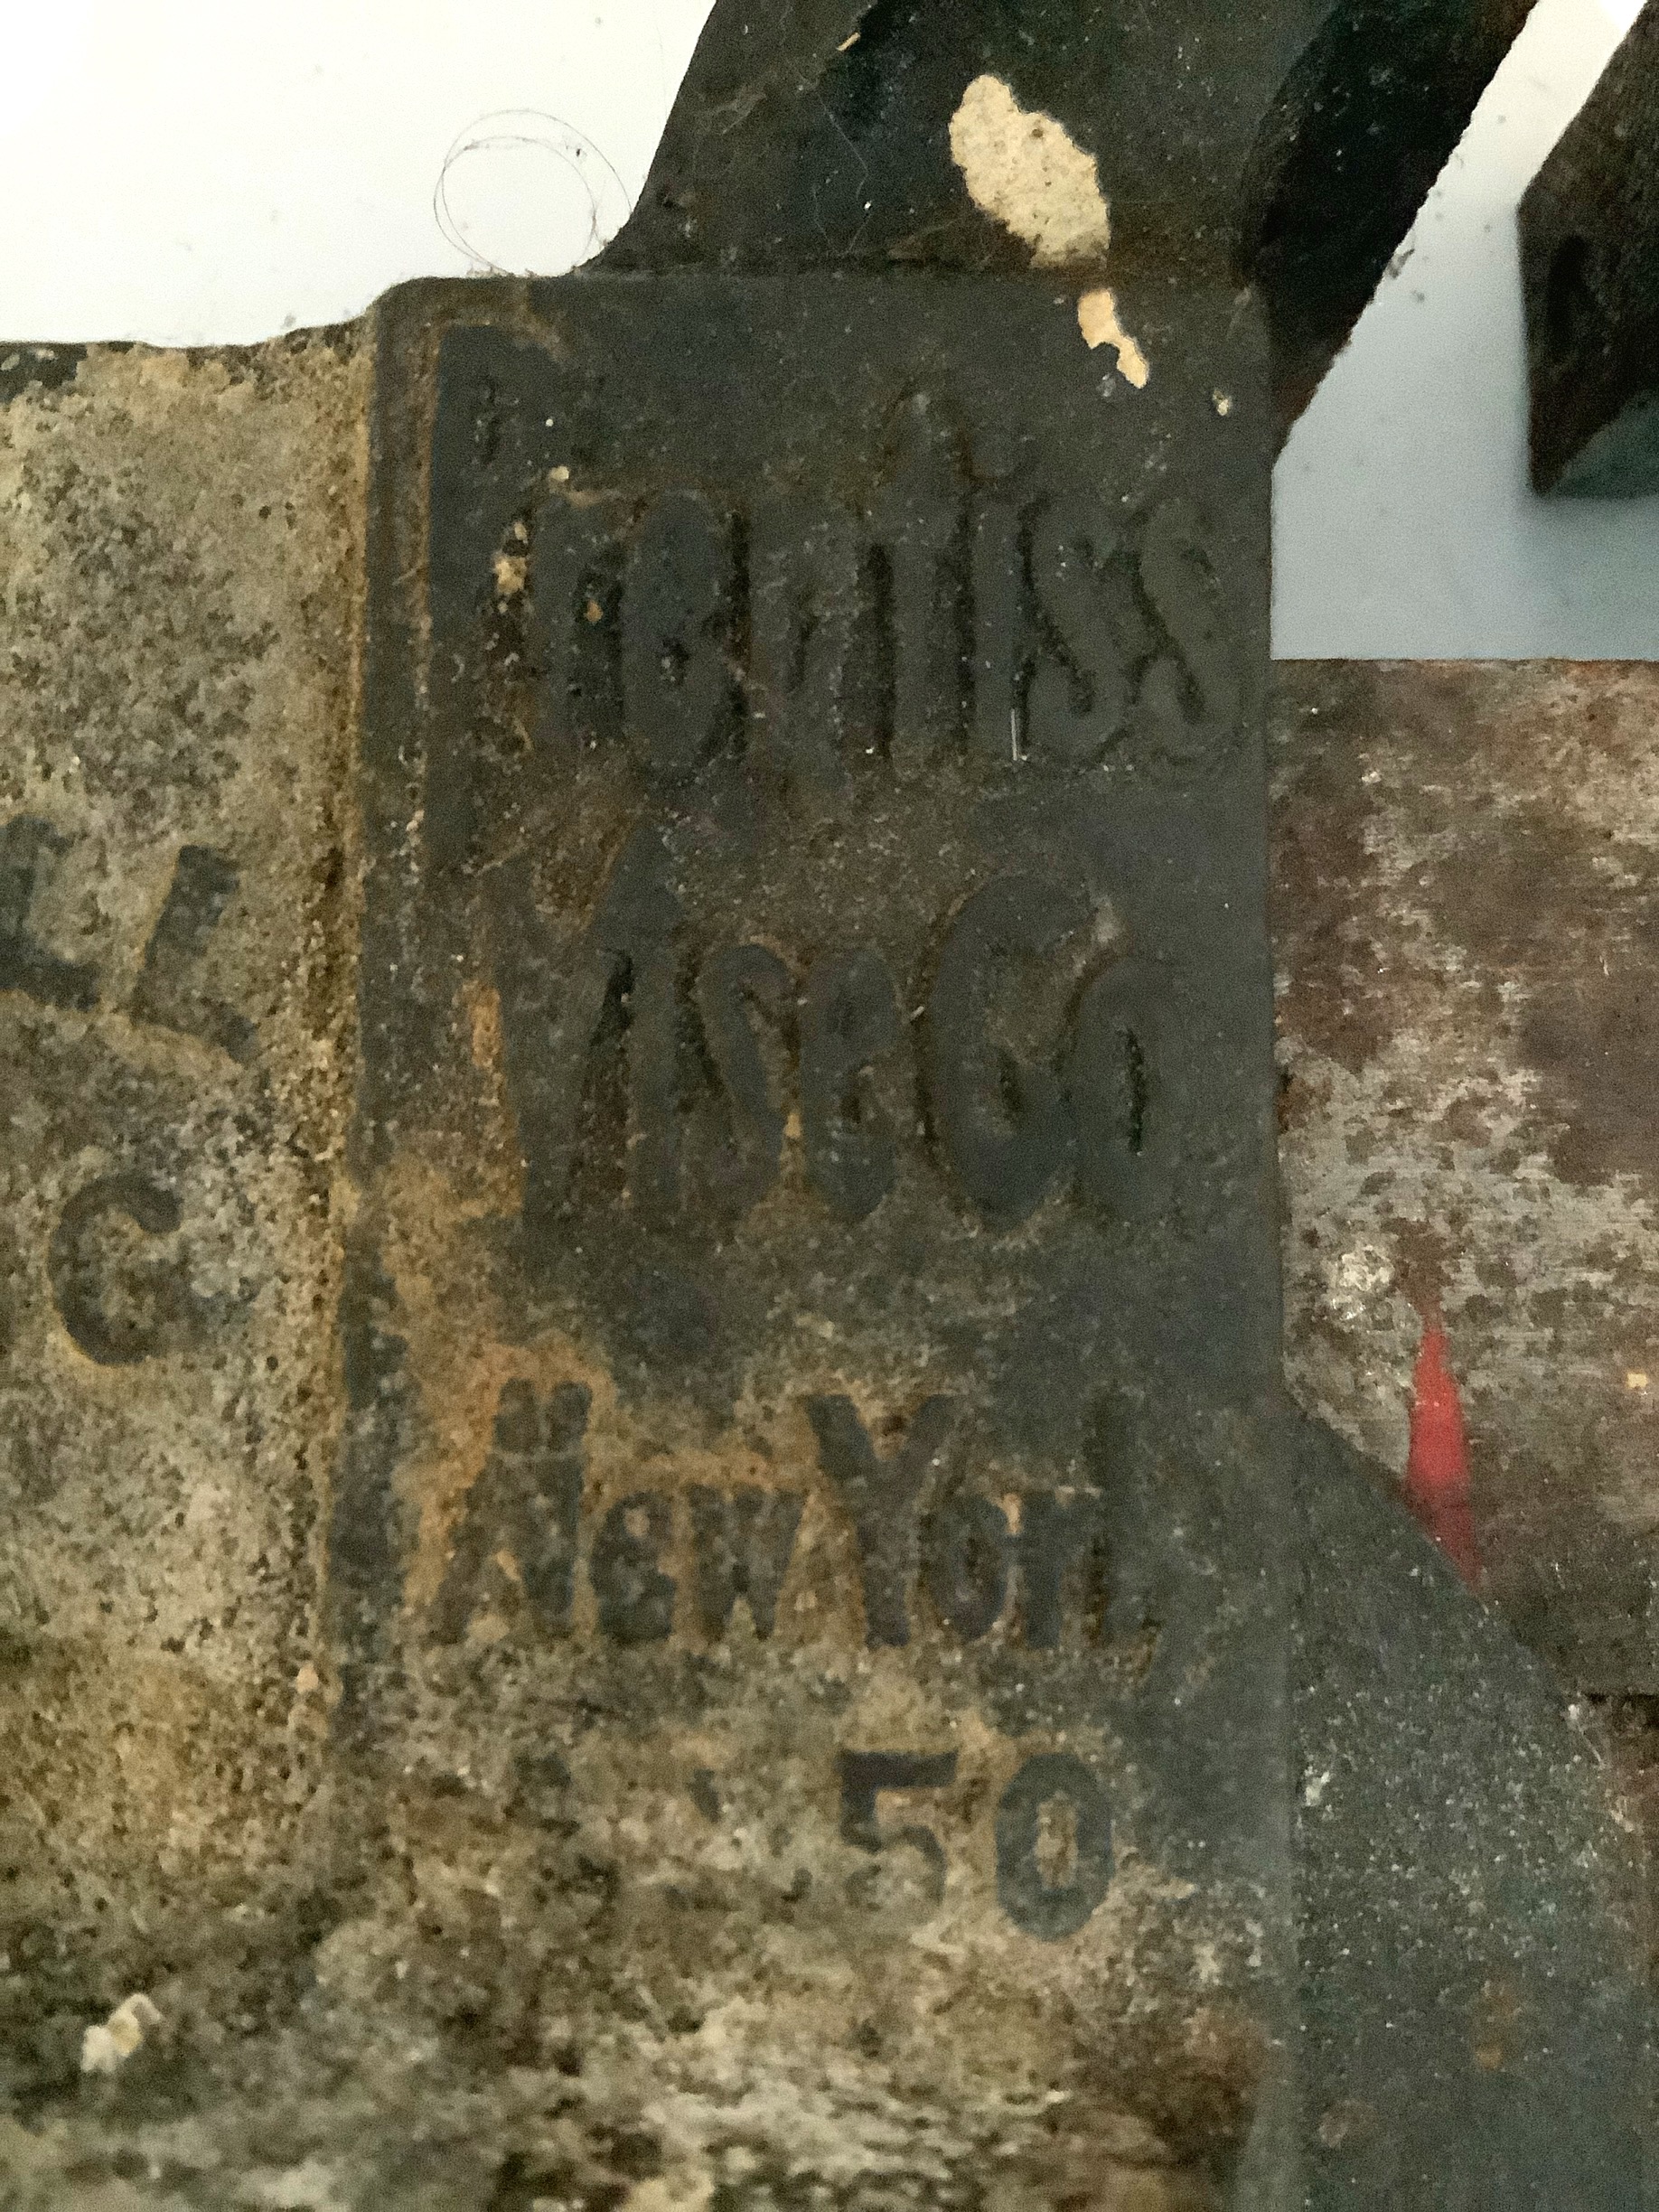 Prentiss
Vise Co
New York
50
C